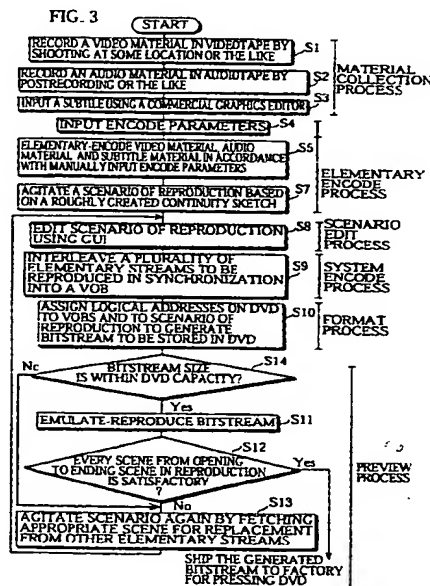 FIG. 3
START
S1
RECORD A VIDEO MATERIAL IN VIDEOTAPE BY
SHOOTING AT SOME LOCATION OR THE LIKE
S2
RECORD AN AUDIO MATERIAL IN AUDIOTAPE BY
POSTRECORDING OR THE LIKE
S3
INPUT A SUBTILE USING A COMMERCIAL GRAPHICS EDITOR
MATERIAL
COLLECTION
PROCESS
INPUT ENCODE PARAMETERS
S4
ELEMENTARY-ENCODE VIDEO MATERIAL, AUDIO
MATERIAL AND SUBTITLE MATERIAL IN ACCORDANCE
WITH MANUALLY INPUT ENCODE PARAMETERS
S5
S7
AGITATE A SCENARIO OF REPRODUCTION BASED
ON A ROUGHLY CREATED CONTINUITY SKETCH
ELEMENTARY
ENCODE
PROCESS
EDIT SCENARIO OF REPRODUCTION
USING GUI
S8
SCENARIO
EDIT
PROCESS
INTERLEAVE A PLURALITY OF
ELEMENTARY STREAMS TO BE
REPRODUCED IN SYNCHRONIZATION
INTO A VOB
S9
SYSTEM
ENCODE
PROCESS
ASSIGN LOGICAL ADDRESSES ON DVD
TO VOBS AND TO SCENARIO OF
REPRODUCTION TO GENERATE
BITSTREAM TO BE STORED IN DVD
S10
FORMAT
PROCESS
No
S14
BITSTREAM SIZE
IS WITHIN DVD CAPACITY?
Yes
S11
EMULATE-REPRODUCE BITSTREAM
S12
EVERY SCENE FROM OPENING
TO ENDING SCENE IN REPRODUCTION
IS SATISFACTORY
?
Yes
No
S13
AGITATE SCENARIO AGAIN BY FETCHING
APPROPRIATE SCENE FOR REPLACEMENT
FROM OTHER ELEMENTARY STREAMS
PREVIEW
PROCESS
SHIP THE GENERATED
BITSTREAM TO FACTORY
FOR PRESSING DVD